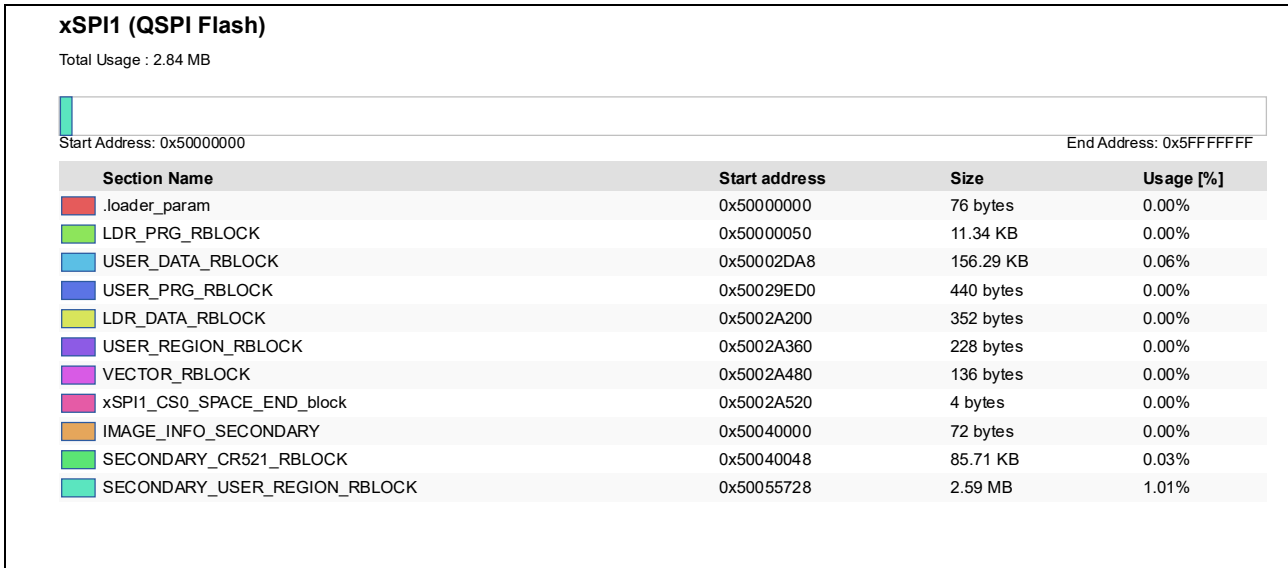 xSPI1 (QSPI Flash)
Total Usage : 2.84 MB
Start Address: 0x50000000 End Address: 0x5FFFFFFF
Section Name Start address Size Usage [%]
.loader_param 0x50000000 76 bytes 0.00%
LDR_PRG_RBLOCK 0x50000050 11.34 KB 0.00%
USER_DATA_RBLOCK 0x50002DA8 156.29 KB 0.06%
USER_PRG_RBLOCK 0x50029ED0 440 bytes 0.00%
LDR_DATA_RBLOCK 0x5002A200 352 bytes 0.00%
USER_REGION_RBLOCK 0x5002A360 228 bytes 0.00%
VECTOR_RBLOCK 0x5002A480 136 bytes 0.00%
xSPI1_CS0_SPACE_END_block 0x5002A520 4 bytes 0.00%
IMAGE_INFO_SECONDARY 0x50040000 72 bytes 0.00%
SECONDARY_CR521_RBLOCK 0x50040048 85.71 KB 0.03%
SECONDARY_USER_REGION_RBLOCK 0x50055728 2.59 MB 1.01%